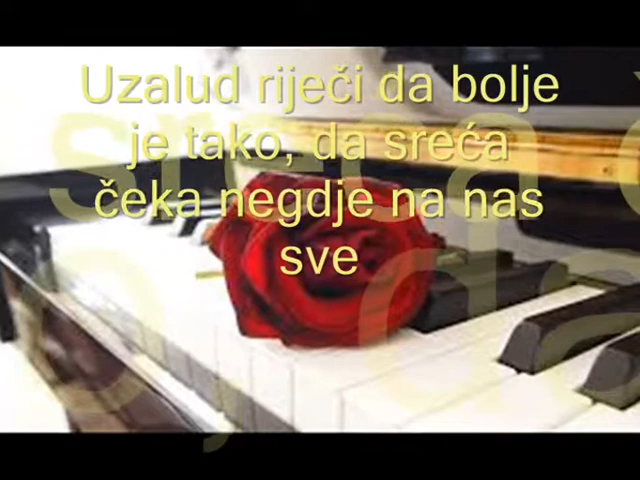 Uzalud riječi da bolje
je tako, da sreća
čeka negdje na nas
sve